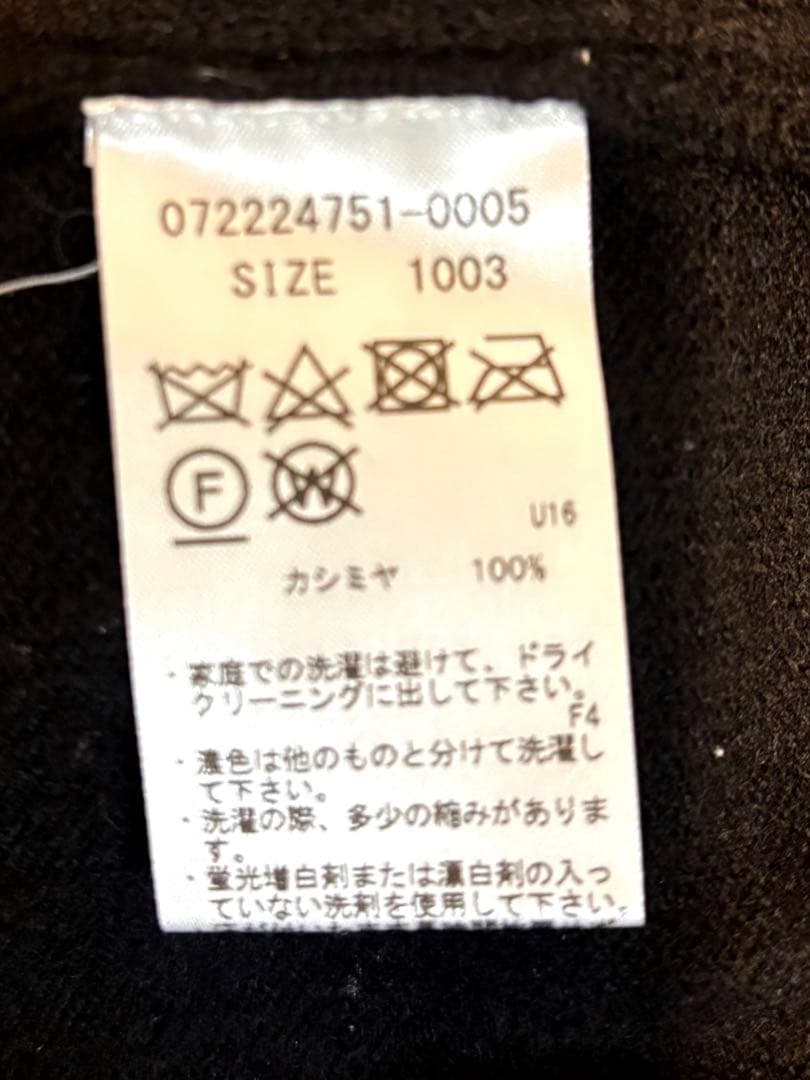 072224751-0005
SIZE 1003
F W
U16
カシミヤ 100%
・家庭での洗濯は避けて、ドライ
クリーニングに出して下さい。
F4
・濃色は他のものと分けて洗濯し
て下さい。
・洗濯の際、多少の縮みがありま
す。
・蛍光増白剤または漂白剤の入っ
ていない洗剤を使用して下さい。